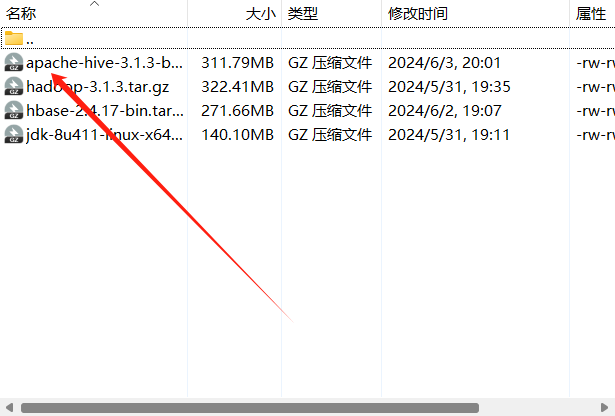 名称 大小 类型 修改时间 属性
..
apache-hive-3.1.3-b... 311.79MB GZ 压缩文件 2024/6/3, 20:01 -rw-r
hadoop-3.1.3.tar.gz 322.41MB GZ 压缩文件 2024/5/31, 19:35 -rw-r
hbase-2.4.17-bin.tar... 271.66MB GZ 压缩文件 2024/6/2, 19:07 -rw-r
jdk-8u411-linux-x64... 140.10MB GZ 压缩文件 2024/5/31, 19:11 -rw-r